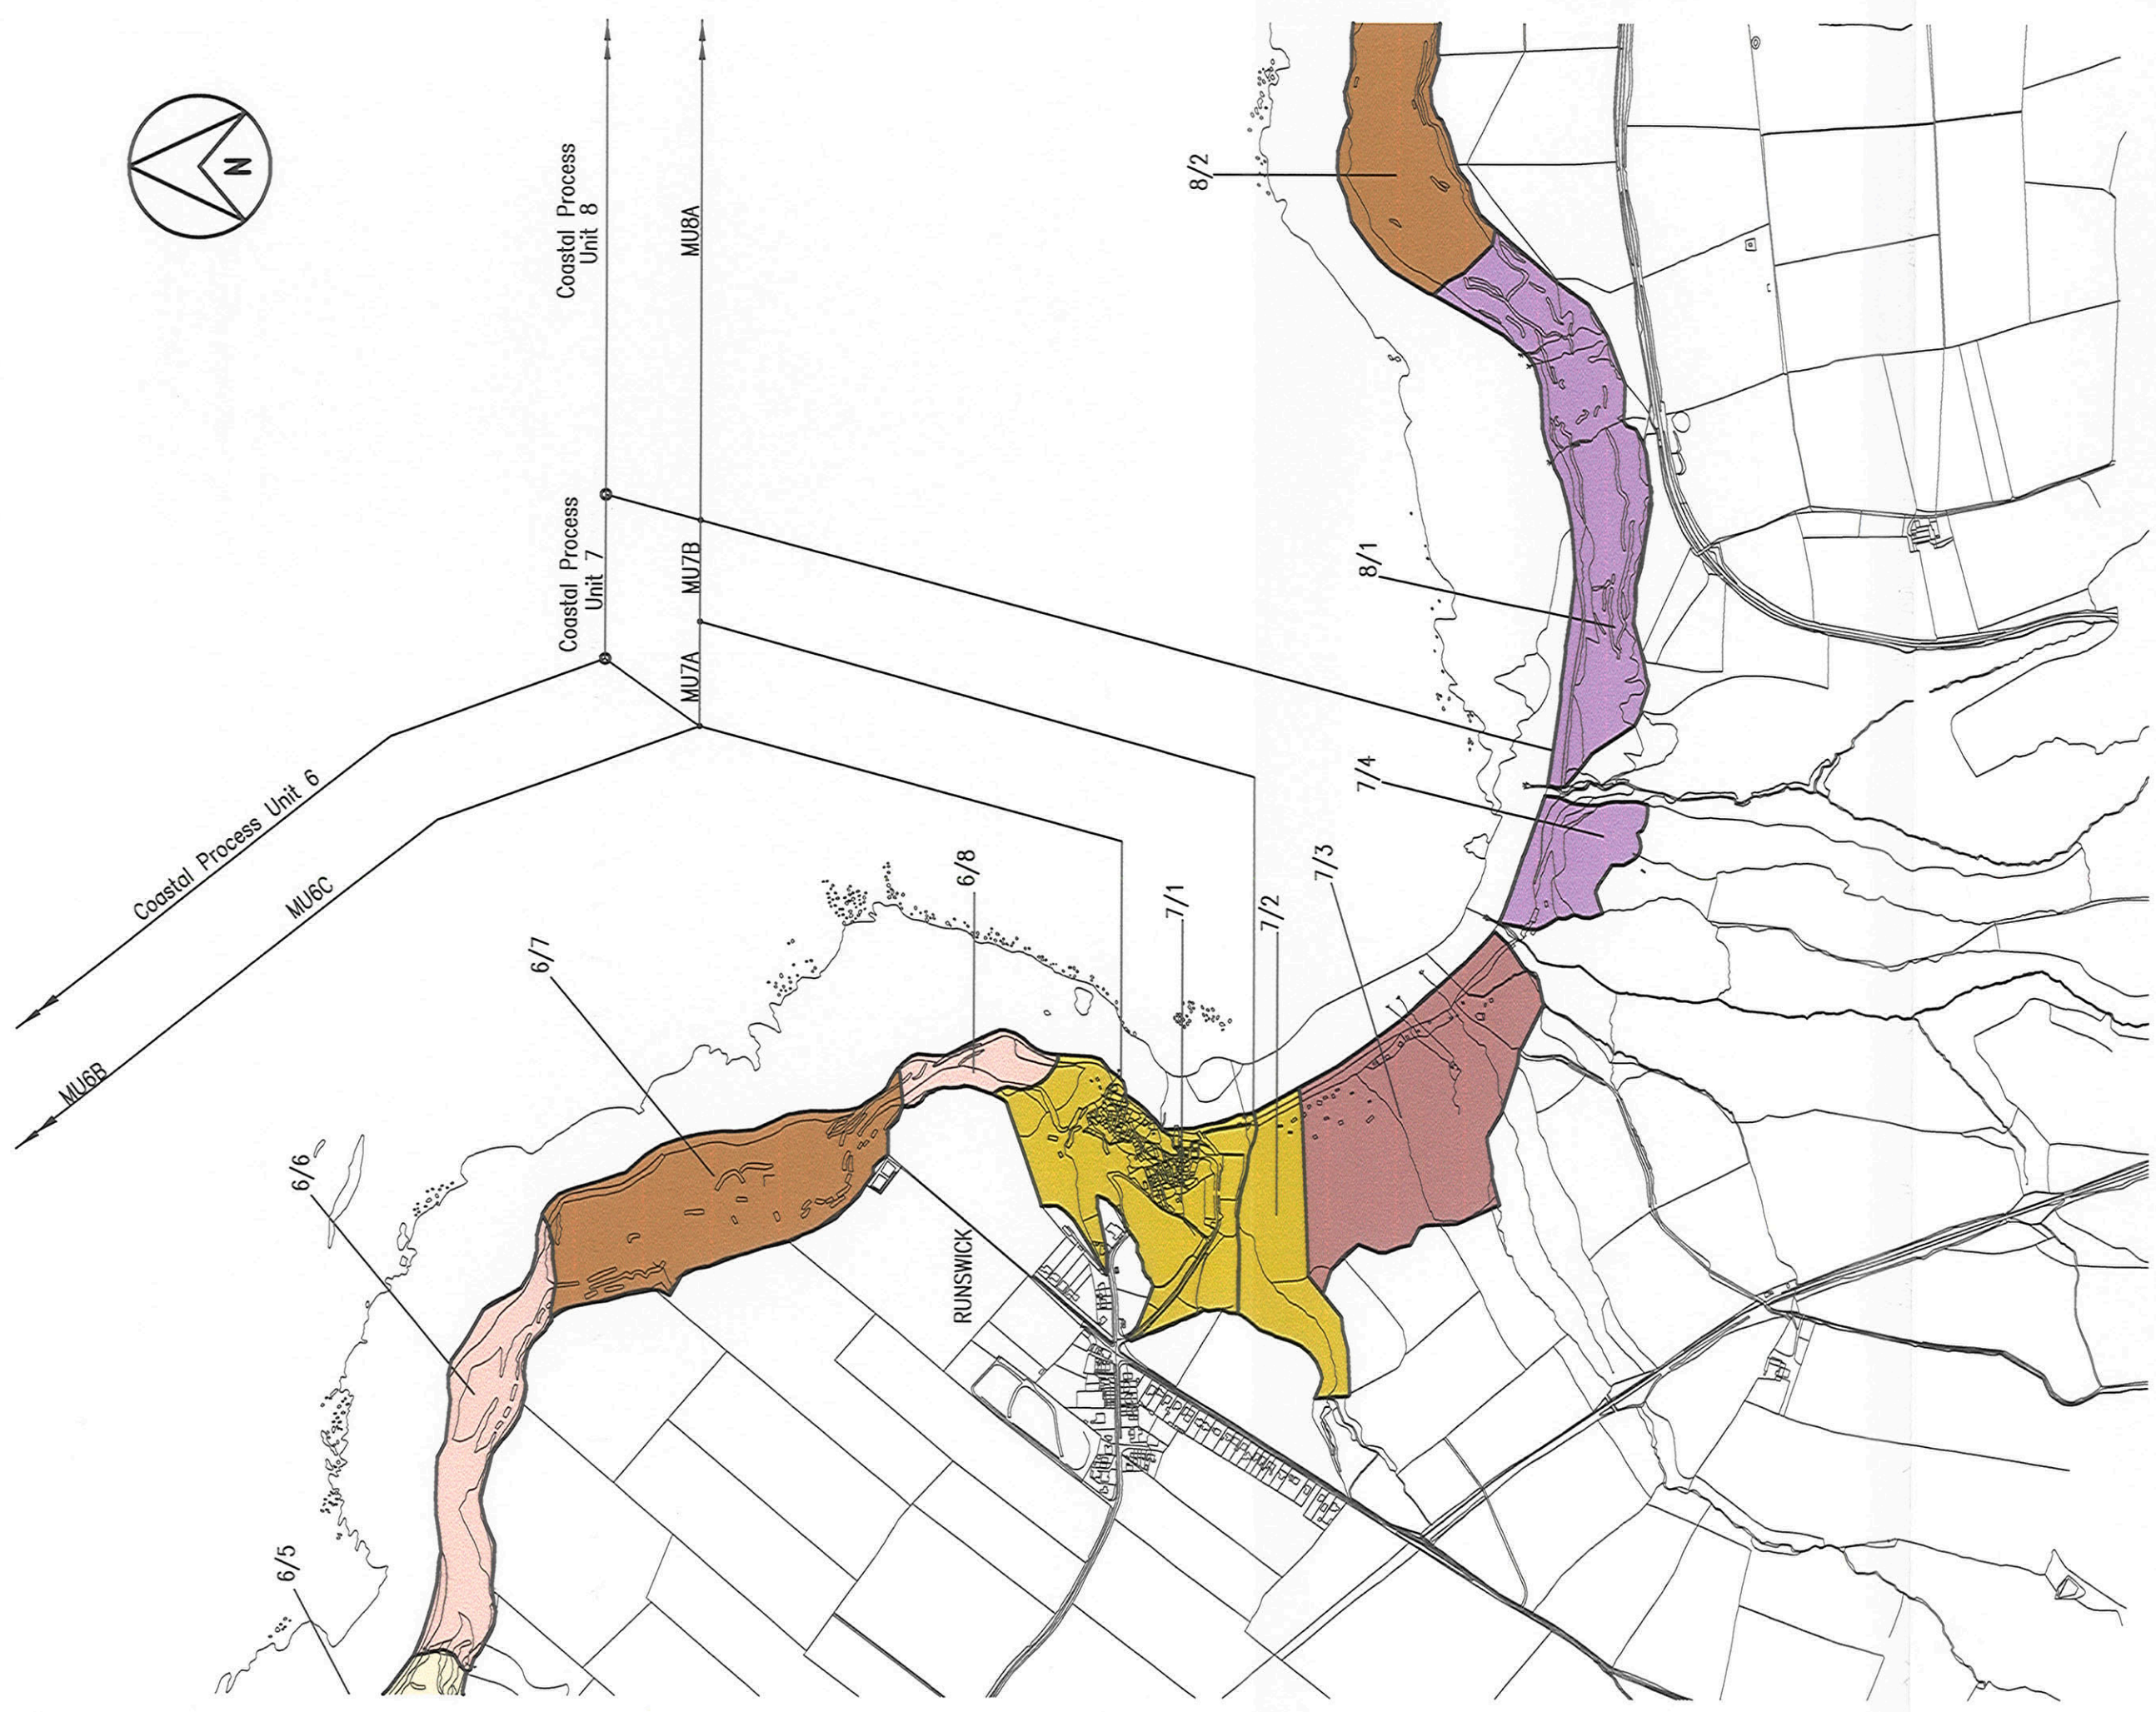 N
Coastal Process
Unit 8
MU8A
8/2
Coastal Process
Unit 7
MU7B
MU7A
8/1
7/4
Coastal Process Unit 6
MU6C
MU6B
6/8
7/3
7/1
7/2
6/7
6/6
RUNSWICK
6/5